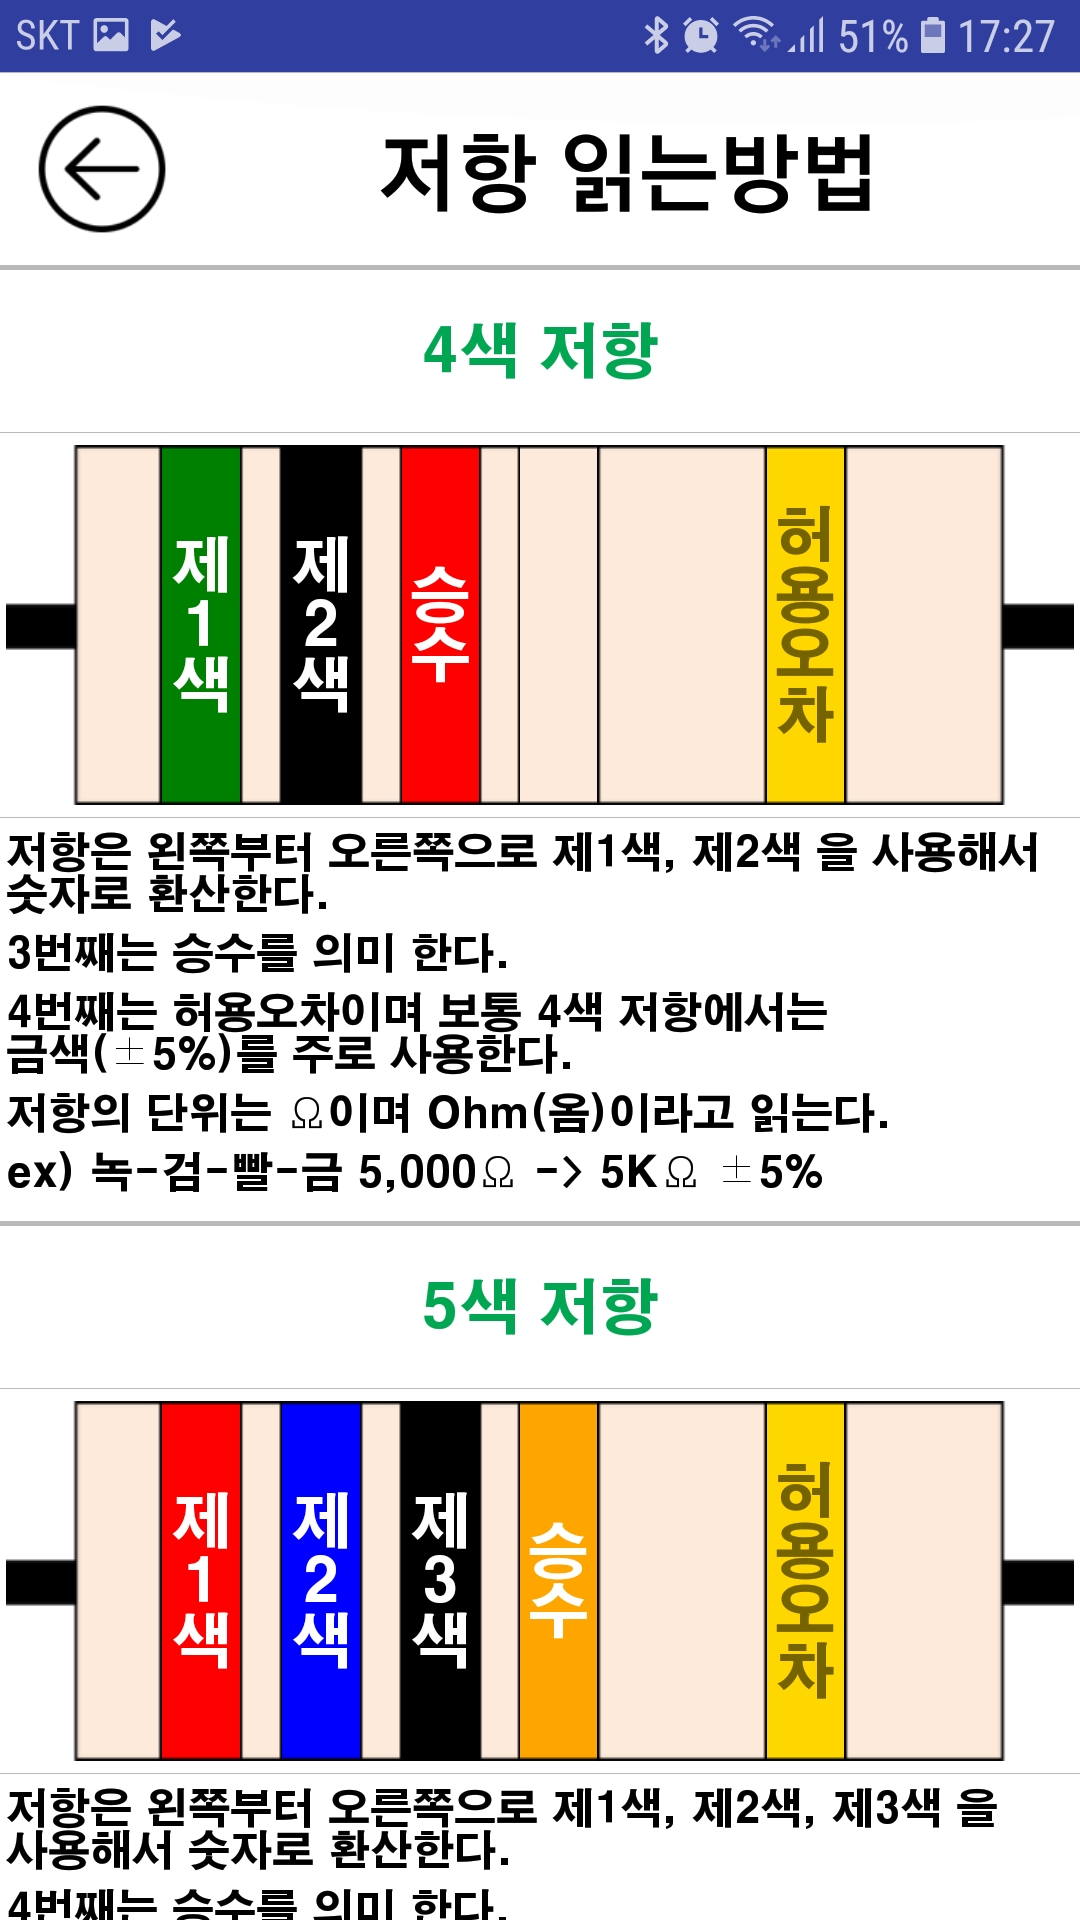 SKT 51% 17:27
저항 읽는방법
4색 저항
제1색 제2색 승수 허용오차
저항은 왼쪽부터 오른쪽으로 제1색, 제2색 을 사용해서
숫자로 환산한다.
3번째는 승수를 의미 한다.
4번째는 허용오차이며 보통 4색 저항에서는
금색(±5%)를 주로 사용한다.
저항의 단위는 Ω이며 Ohm(옴)이라고 읽는다.
ex) 녹-검-빨-금 5,000Ω -> 5KΩ ±5%
5색 저항
제1색 제2색 제3색 승수 허용오차
저항은 왼쪽부터 오른쪽으로 제1색, 제2색, 제3색 을
사용해서 숫자로 환산한다.
4번째는 승수를 의미 한다.